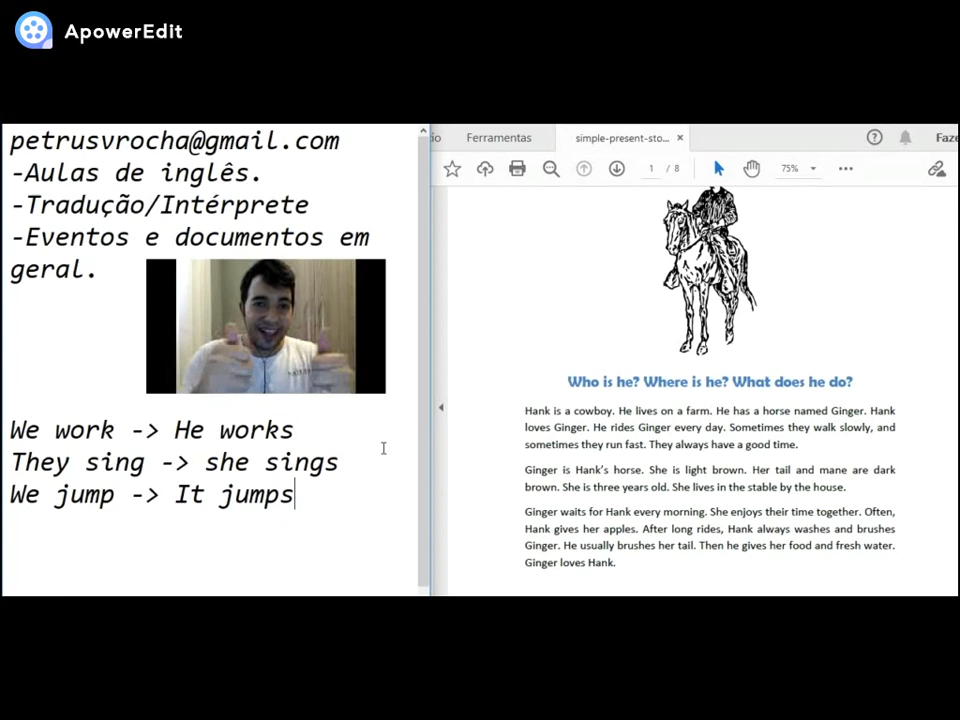 ApowerEdit
petrusvrocha@gmail.com
-Aulas de inglês.
-Tradução/Intérprete
-Eventos e documentos em
geral.
We work -> He works
They sing -> she sings
We jump -> It jumps
Ferramentas
simple-present-sto...
Faze
1 / 8
75%
Who is he? Where is he? What does he do?
Hank is a cowboy. He lives on a farm. He has a horse named Ginger. Hank
loves Ginger. He rides Ginger every day. Sometimes they walk slowly, and
sometimes they run fast. They always have a good time.
Ginger is Hank's horse. She is light brown. Her tail and mane are dark
brown. She is three years old. She lives in the stable by the house.
Ginger waits for Hank every morning. She enjoys their time together. Often,
Hank gives her apples. After long rides, Hank always washes and brushes
Ginger. He usually brushes her tail. Then he gives her food and fresh water.
Ginger loves Hank.